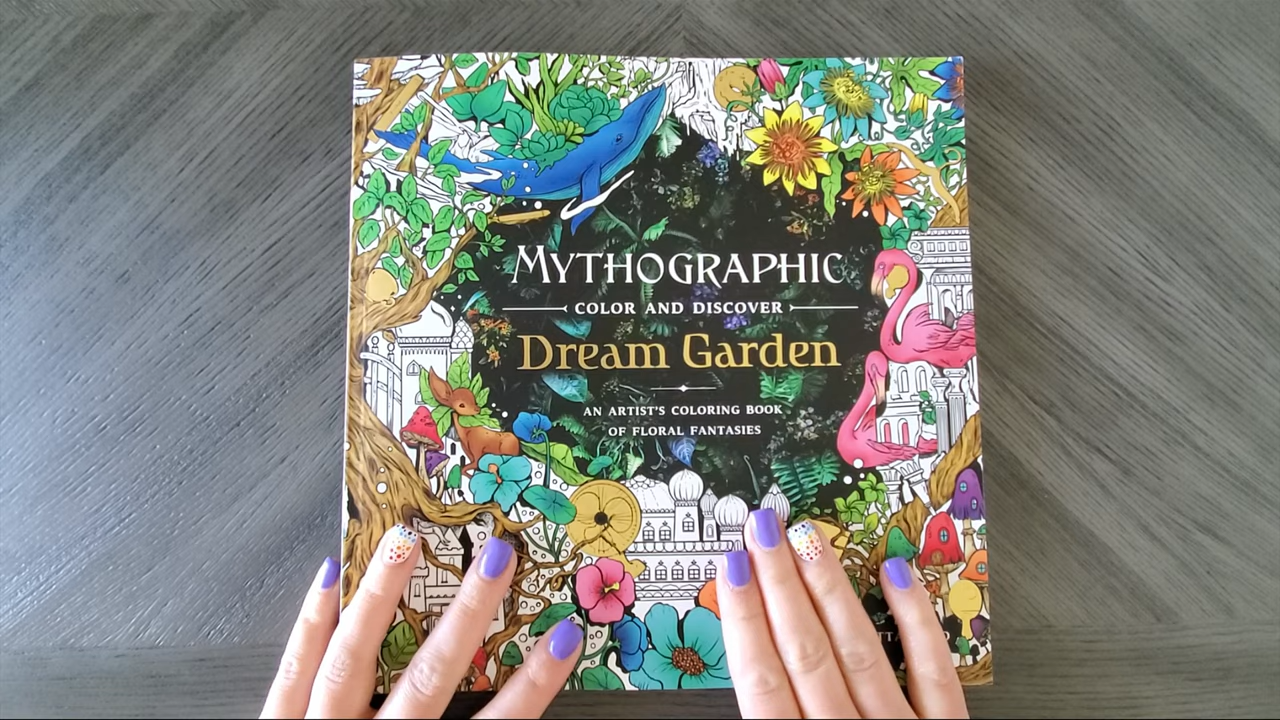 MYTHOGRAPHIC
COLOR AND DISCOVER
Dream Garden
AN ARTIST'S COLORING BOOK
OF FLORAL FANTASIES